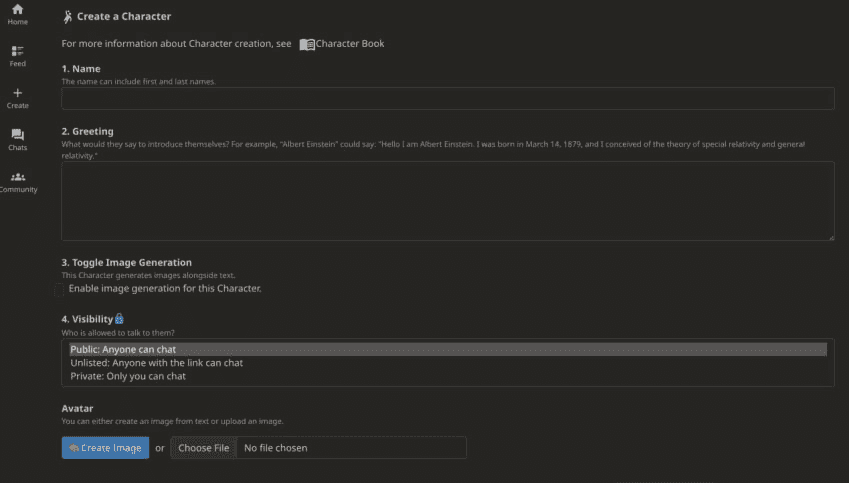 Home
Feed
Create
Chats
Community
Create a Character
For more information about Character creation, see Character Book
1. Name
The name can include first and last names.
2. Greeting
What would they say to introduce themselves? For example, "Albert Einstein" could say: "Hello I am Albert Einstein. I was born in March 14, 1879, and I conceived of the theory of special relativity and general
relativity."
3. Toggle Image Generation
This Character generates images alongside text.
Enable image generation for this Character.
4. Visibility
Who is allowed to talk to them?
Public: Anyone can chat
Unlisted: Anyone with the link can chat
Private: Only you can chat
Avatar
You can either create an image from text or upload an image.
Create Image or Choose File No file chosen